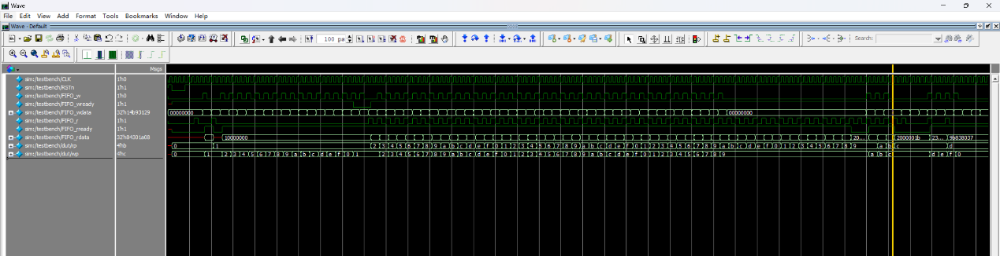 Wave
File Edit View Add Format Tools Bookmarks Window Help
Wave - Default
100 ps
Search:
Msgs
sim:/testbench/CLK 1'h0
sim:/testbench/RSTn 1'h1
sim:/testbench/FIFO_w 1'h0
sim:/testbench/FIFO_wready 1'h1
sim:/testbench/FIFO_wdata 32'h14b93129 00000000 00000000
sim:/testbench/FIFO_r 1'h1
sim:/testbench/FIFO_rready 1'h1
sim:/testbench/FIFO_rdata 32'h84301a08 10000000 20... 2000001b 23... 9b838037
sim:/testbench/dut/rp 4'hb 0 1 2 3 4 5 6 7 8 9 a b c d e f 0 1 2 3 4 5 6 7 8 9 a b c d e f 0 1 2 3 4 5 6 7 8 9 a b c d e f 0 1 2 3 4 5 6 7 8 9 a b c d
sim:/testbench/dut/wp 4'hc 0 1 2 3 4 5 6 7 8 9 a b c d e f 0 1 2 3 4 5 6 7 8 9 a b c d e f 0 1 2 3 4 5 6 7 8 9 a b c d e f 0 1 2 3 4 5 6 7 8 9 a b c d e f 0